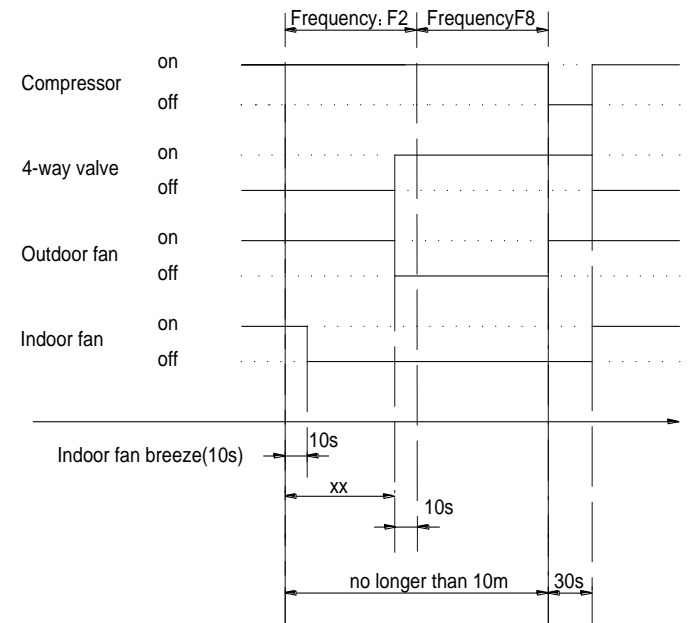 Frequency: F2 FrequencyF8
on
Compressor
off
on
4-way valve
off
on
Outdoor fan
off
on
Indoor fan
off
10s
Indoor fan breeze(10s)
xx
10s
no longer than 10m 30s